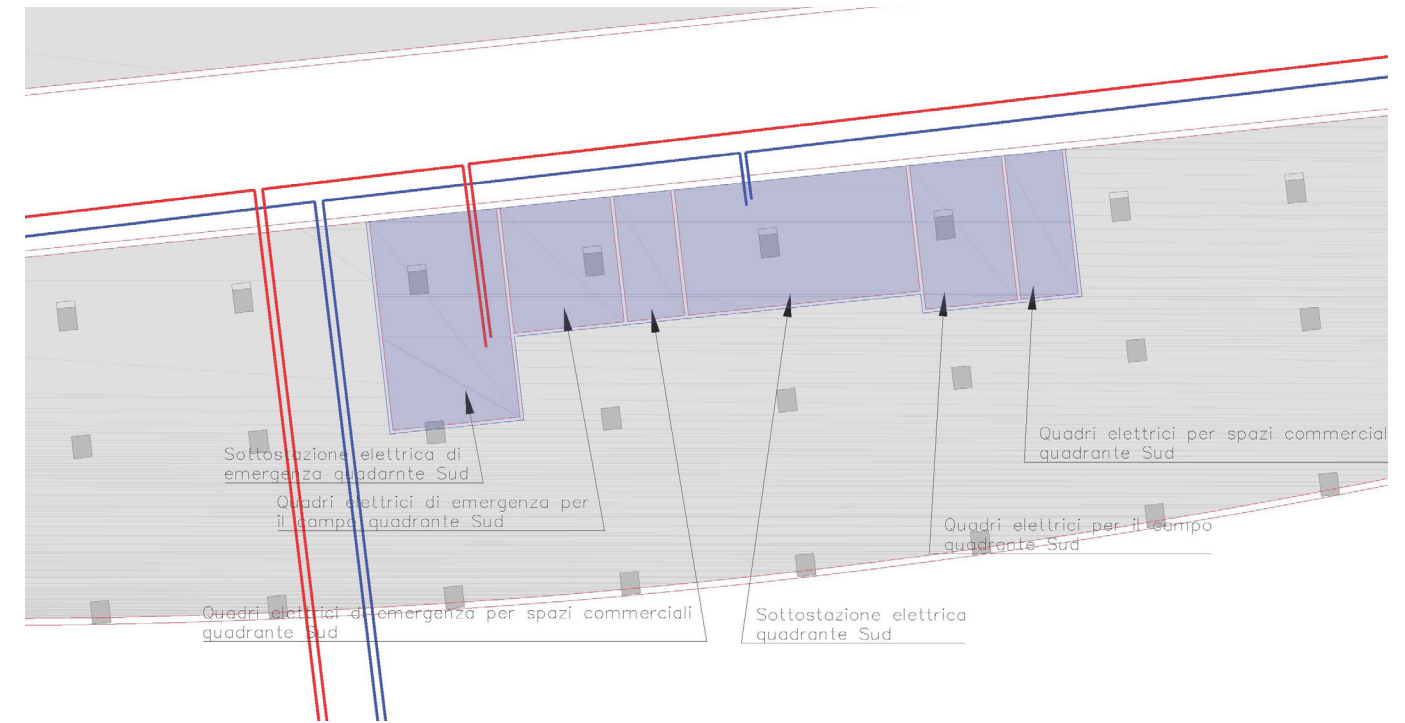 Quadri elettrici per spazi commercial
quadrante Sud
Sottostazione elettrica di
emergenza quadarnte Sud
Quadri elettrici di emergenza per
il campo quadrante Sud
Quadri elettrici per il campo
quadrante Sud
Quadri elettrici di emergenza per spazi commerciali
quadrante Sud
Sottostazione elettrica
quadrante Sud